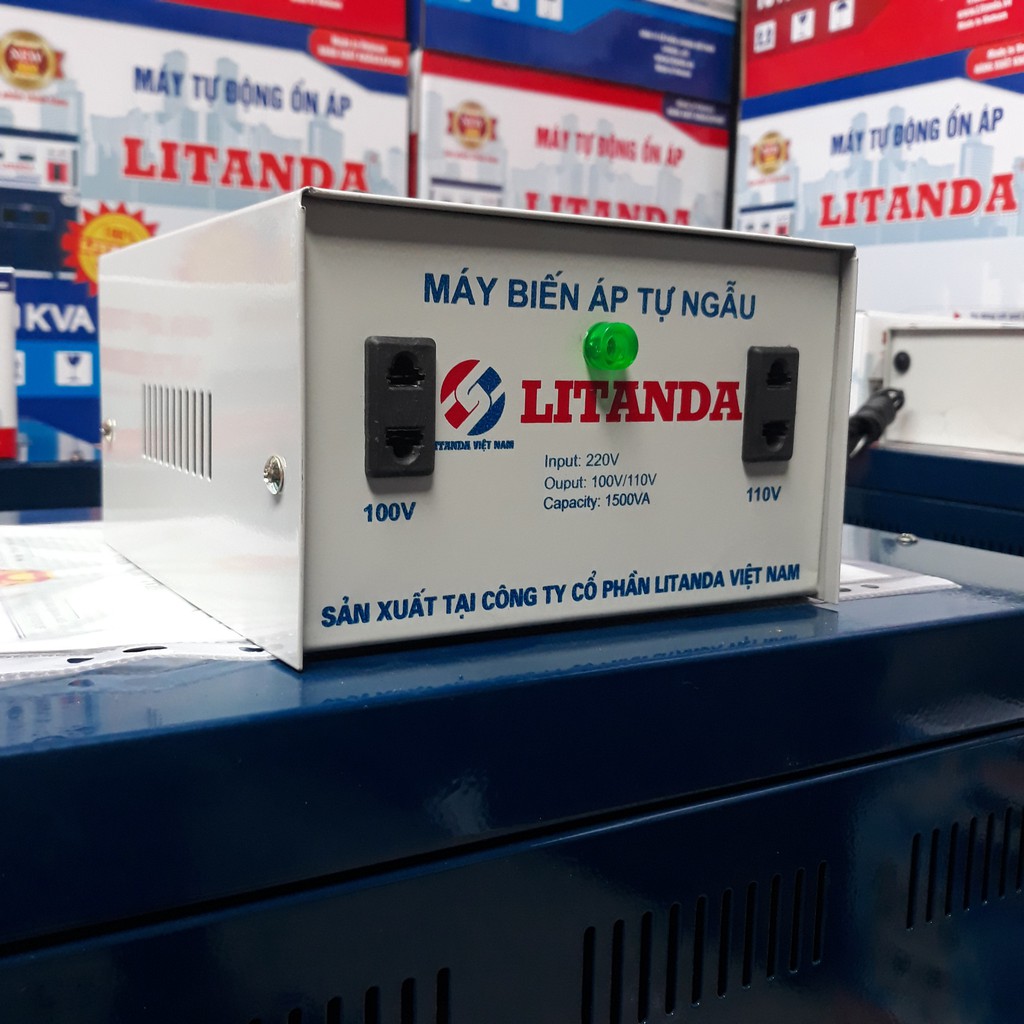 MÁY TỰ ĐỘNG ỔN ÁP
LITANDA
MÁY TỰ ĐỘNG ỔN ÁP
LITANDA
MÁY TỰ ĐỘNG ỔN ÁP
LITANDA
KVA
MÁY BIẾN ÁP TỰ NGẪU
LITANDA
LITANDA VIỆT NAM
Input: 220V
Ouput: 100V/110V
Capacity: 1500VA
100V
110V
SẢN XUẤT TẠI CÔNG TY CỔ PHẦN LITANDA VIỆT NAM